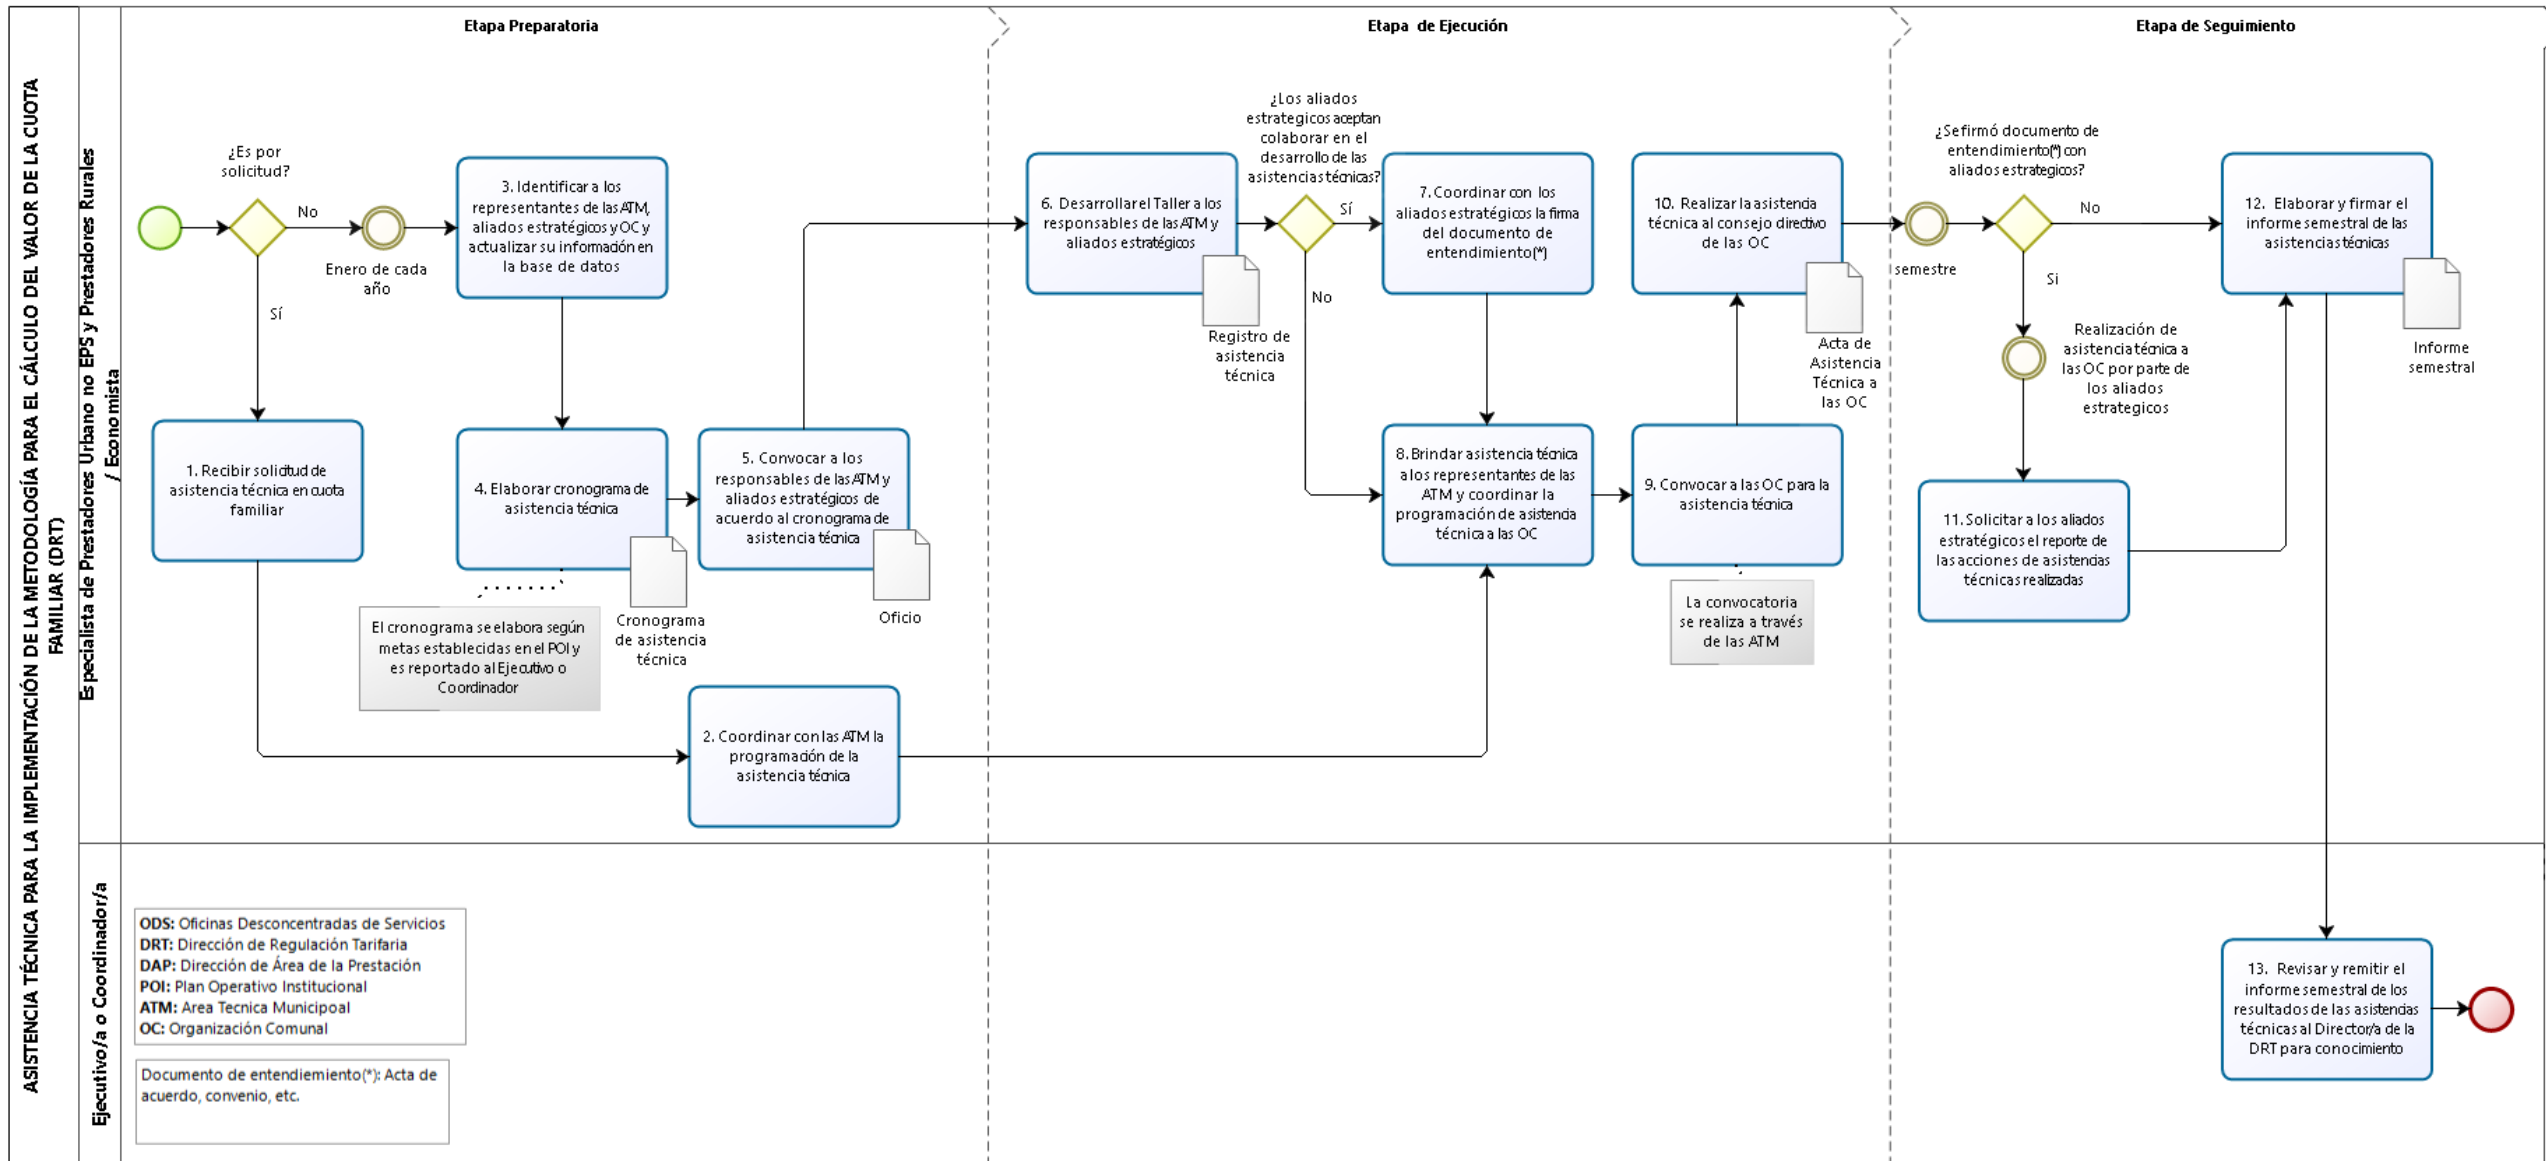 ASISTENCIA TÉCNICA PARA LA IMPLEMENTACIÓN DE LA METODOLOGÍA PARA EL CÁLCULO DEL VALOR DE LA CUOTA
FAMILIAR (DRT)
Especialista de Prestadores Urbano no EPS y Prestadores Rurales
/ Economista
Etapa Preparatoria
¿Es por
solicitud?
No
Sí
Enero de cada
año
3. Identificar a los
representantes de las ATM,
aliados estratégicos y OC y
actualizar su información en
la base de datos
1. Recibir solicitud de
asistencia técnica en cuota
familiar
4. Elaborar cronograma de
asistencia técnica
5. Convocar a los
responsables de las ATM y
aliados estratégicos de
acuerdo al cronograma de
asistencia técnica
El cronograma se elabora según
metas establecidas en el POI y
es reportado al Ejecutivo o
Coordinador
Cronograma
de asistencia
técnica
Oficio
2. Coordinar con las ATM la
programación de la
asistencia técnica
Etapa de Ejecución
6. Desarrollar el Taller a los
responsables de las ATM y
aliados estratégicos
Registro de
asistencia
técnica
¿Los aliados
estrategicos aceptan
colaborar en el
desarrollo de las
asistencias técnicas?
Sí
No
7. Coordinar con los
aliados estratégicos la firma
del documento de
entendimiento(*)
10. Realizar la asistencia
técnica al consejo directivo
de las OC
Acta de
Asistencia
Técnica a
las OC
8. Brindar asistencia técnica
a los representantes de las
ATM y coordinar la
programación de asistencia
técnica a las OC
9. Convocar a las OC para la
asistencia técnica
La convocatoria
se realiza a través
de las ATM
Etapa de Seguimiento
semestre
¿Se firmó documento de
entendimiento(*) con
aliados estrategicos?
No
Si
Realización de
asistencia técnica a
las OC por parte de
los aliados
estrategicos
11. Solicitar a los aliados
estratégicos el reporte de
las acciones de asistencias
técnicas realizadas
12. Elaborar y firmar el
informe semestral de las
asistencias técnicas
Informe
semestral
Ejecutivo/a o Coordinador/a
ODS: Oficinas Desconcentradas de Servicios
DRT: Dirección de Regulación Tarifaria
DAP: Dirección de Área de la Prestación
POI: Plan Operativo Institucional
ATM: Area Tecnica Municipoal
OC: Organización Comunal
Documento de entendiemiento(*): Acta de
acuerdo, convenio, etc.
13. Revisar y remitir el
informe semestral de los
resultados de las asistencias
técnicas al Director/a de la
DRT para conocimiento